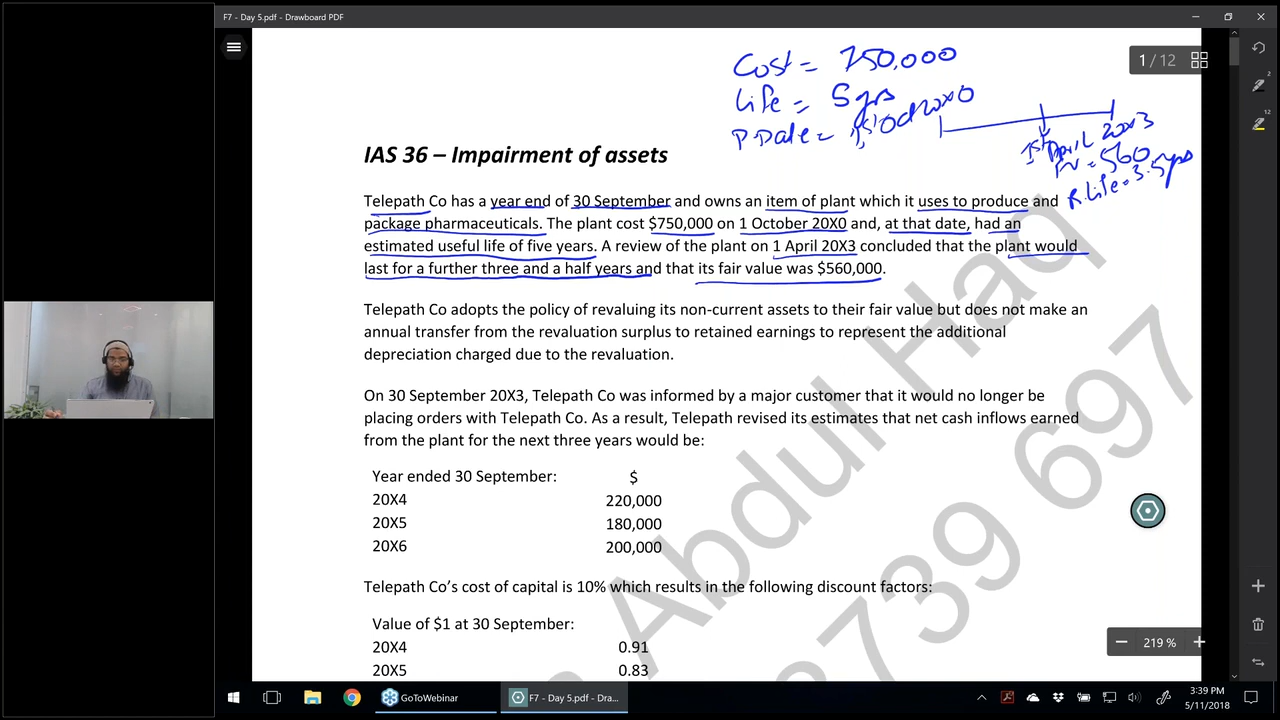 F7 - Day 5.pdf - Drawboard PDF
1 / 12
Cost = 750,000
Life = 5 yrs
P.Date = 1st Oct 20X0
1st April 20X3
FV = 560
R.Life = 3.5 yrs
IAS 36 – Impairment of assets
Telepath Co has a year end of 30 September and owns an item of plant which it uses to produce and
package pharmaceuticals. The plant cost $750,000 on 1 October 20X0 and, at that date, had an
estimated useful life of five years. A review of the plant on 1 April 20X3 concluded that the plant would
last for a further three and a half years and that its fair value was $560,000.
Telepath Co adopts the policy of revaluing its non-current assets to their fair value but does not make an
annual transfer from the revaluation surplus to retained earnings to represent the additional
depreciation charged due to the revaluation.
On 30 September 20X3, Telepath Co was informed by a major customer that it would no longer be
placing orders with Telepath Co. As a result, Telepath revised its estimates that net cash inflows earned
from the plant for the next three years would be:
Year ended 30 September: $
20X4 220,000
20X5 180,000
20X6 200,000
Telepath Co's cost of capital is 10% which results in the following discount factors:
Value of $1 at 30 September:
20X4 0.91
20X5 0.83
Abdul Haq
8739 697
219 %
GoToWebinar
F7 - Day 5.pdf - Dra...
3:39 PM
5/11/2018
2
12